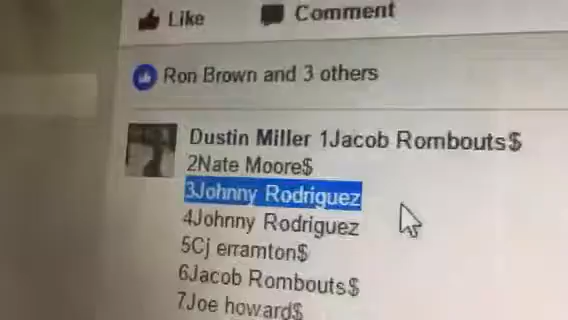 Like Comment
Ron Brown and 3 others
Dustin Miller 1Jacob Rombouts$
2Nate Moore$
3Johnny Rodriguez
4Johnny Rodriguez
5Cj erramton$
6Jacob Rombouts$
7Joe howard$